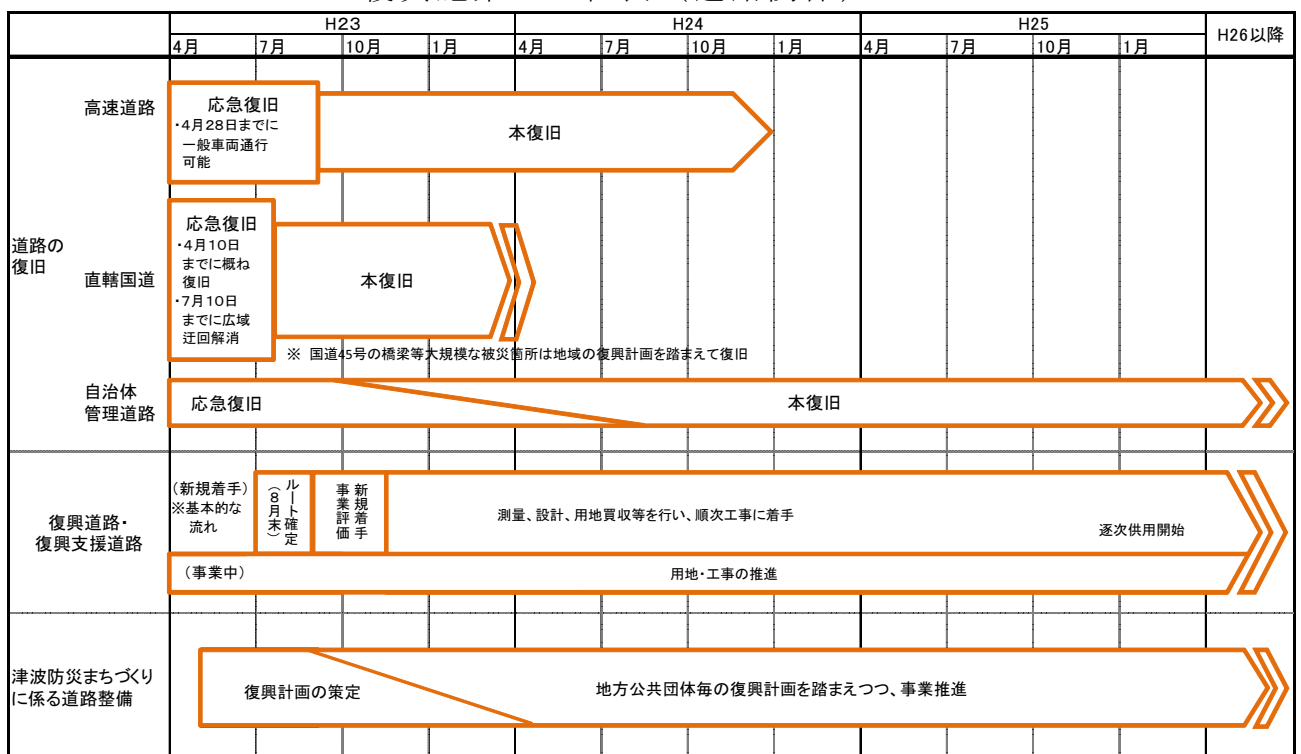 H23
H24
H25
H26以降
4月
7月
10月
1月
4月
7月
10月
1月
4月
7月
10月
1月
道路の
復旧
高速道路
応急復旧
・4月28日までに
一般車両通行
可能
本復旧
直轄国道
応急復旧
・4月10日
までに概ね
復旧
・7月10日
までに広域
迂回解消
本復旧
※ 国道45号の橋梁等大規模な被災箇所は地域の復興計画を踏まえて復旧
自治体
管理道路
応急復旧
本復旧
復興道路・
復興支援道路
(新規着手)
※基本的な
流れ
ルート確定
(8月末)
新規着手
事業評価
測量、設計、用地買収等を行い、順次工事に着手
逐次供用開始
(事業中)
用地・工事の推進
津波防災まちづくり
に係る道路整備
復興計画の策定
地方公共団体毎の復興計画を踏まえつつ、事業推進